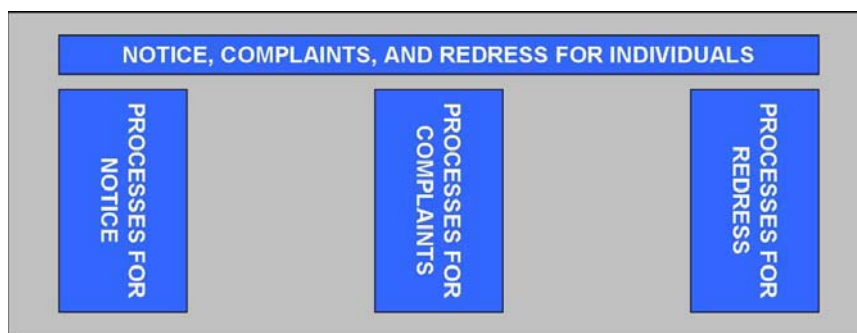 NOTICE, COMPLAINTS, AND REDRESS FOR INDIVIDUALS
PROCESSES FOR
NOTICE
PROCESSES FOR
COMPLAINTS
PROCESSES FOR
REDRESS